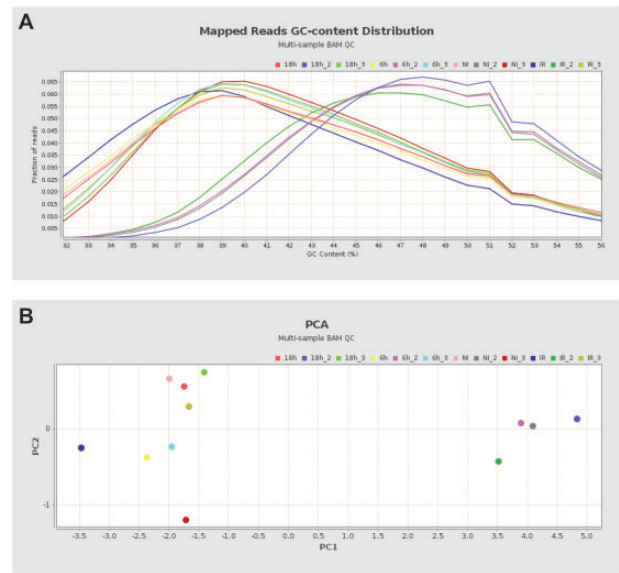 A
Mapped Reads GC-content Distribution
Multi-sample BAM QC
18h 18h_2 18h_3 6h 6h_2 6h_3 NI NI_2 NI_3 IR IR_2 IR_3
Fraction of reads
0.065
0.060
0.055
0.050
0.045
0.040
0.035
0.030
0.025
0.020
0.015
0.010
0.005
32 33 34 35 36 37 38 39 40 41 42 43 44 45 46 47 48 49 50 51 52 53 54 55 56
GC Content (%)
B
PCA
Multi-sample BAM QC
18h 18h_2 18h_3 6h 6h_2 6h_3 NI NI_2 NI_3 IR IR_2 IR_3
PC2
0
-1
-3.5 -3.0 -2.5 -2.0 -1.5 -1.0 -0.5 0.0 0.5 1.0 1.5 2.0 2.5 3.0 3.5 4.0 4.5 5.0
PC1